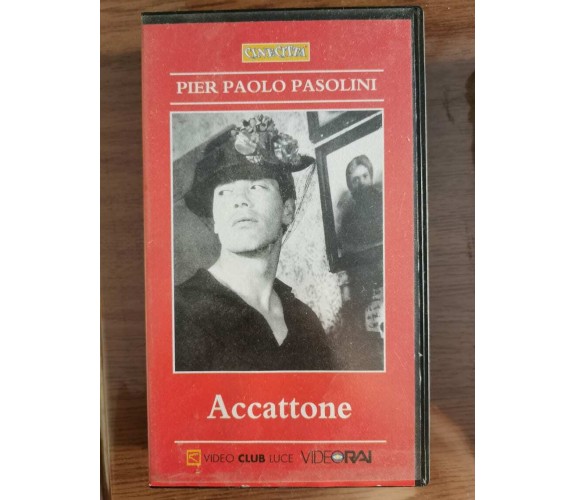 CINECITTÀ
PIER PAOLO PASOLINI
Accattone
VIDEO CLUB LUCE VIDEORAI